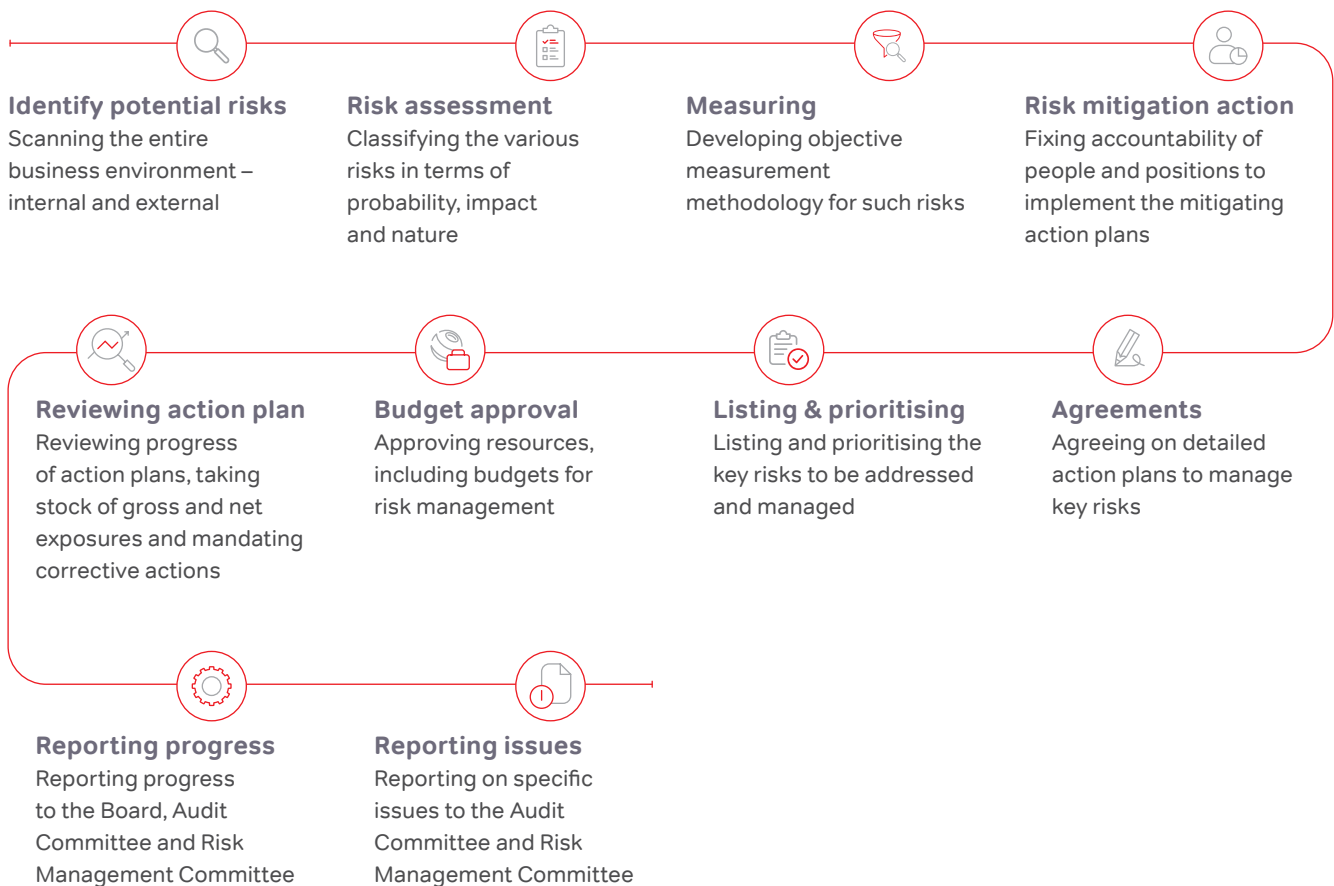 Identify potential risks
Scanning the entire
business environment –
internal and external
Risk assessment
Classifying the various
risks in terms of
probability, impact
and nature
Measuring
Developing objective
measurement
methodology for such risks
Risk mitigation action
Fixing accountability of
people and positions to
implement the mitigating
action plans
Reviewing action plan
Reviewing progress
of action plans, taking
stock of gross and net
exposures and mandating
corrective actions
Budget approval
Approving resources,
including budgets for
risk management
Listing & prioritising
Listing and prioritising the
key risks to be addressed
and managed
Agreements
Agreeing on detailed
action plans to manage
key risks
Reporting progress
Reporting progress
to the Board, Audit
Committee and Risk
Management Committee
Reporting issues
Reporting on specific
issues to the Audit
Committee and Risk
Management Committee